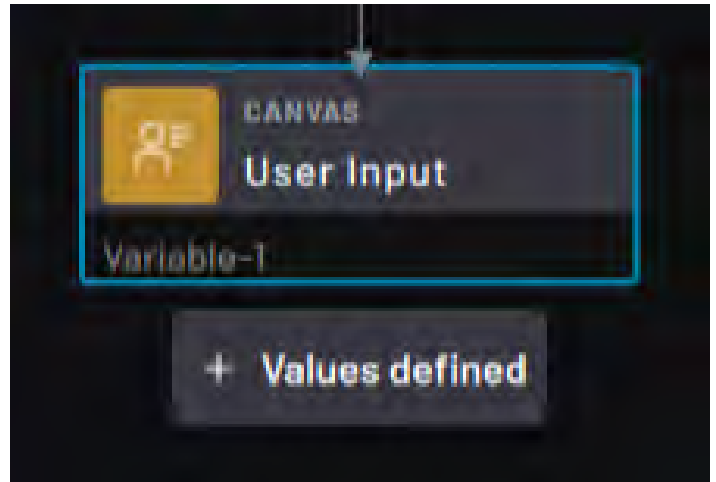 CANVAS
User Input
Variable-1
+ Values defined